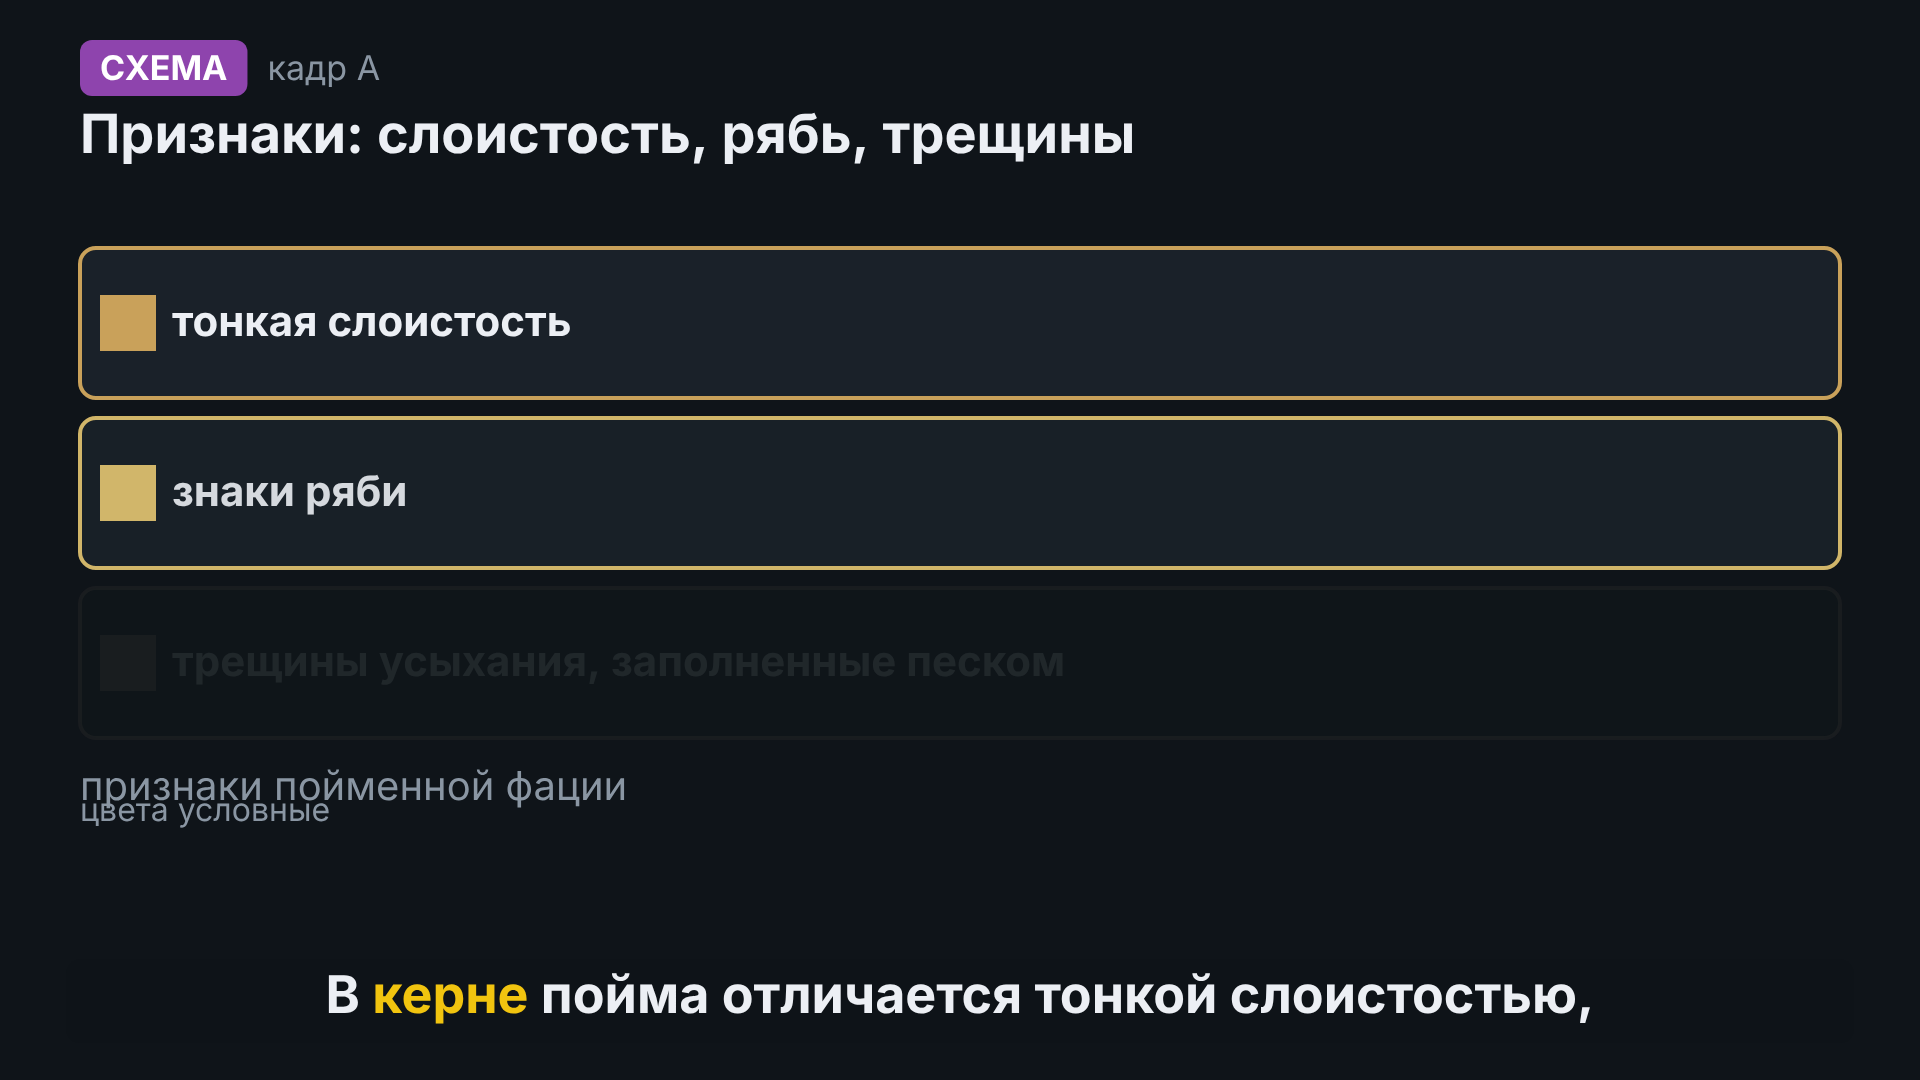 СХЕМА кадр А
Признаки: слоистость, рябь, трещины
тонкая слоистость
знаки ряби
трещины усыхания, заполненные песком
признаки пойменной фации
цвета условные
В керне пойма отличается тонкой слоистостью,